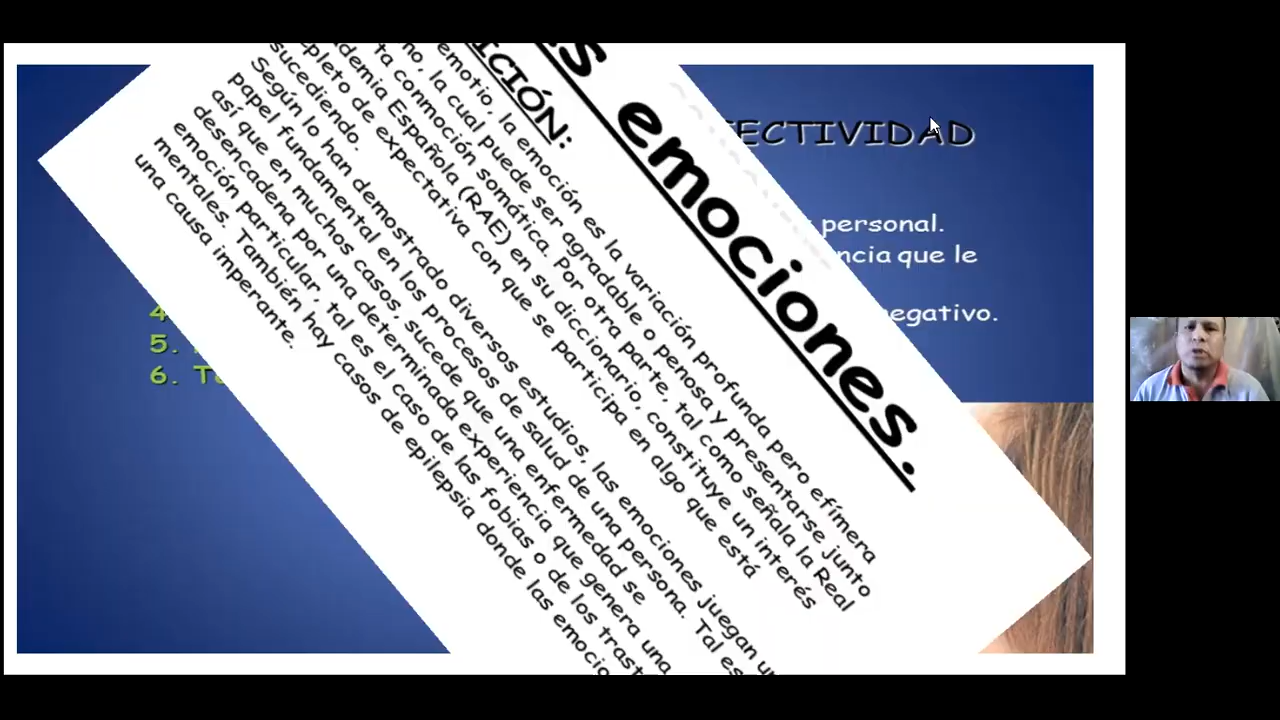 emociones.
ICIÓN:
emotio, la emoción es la variación profunda pero efímera
no, la cual puede ser agradable o penosa y presentarse junto
ta conmoción somática. Por otra parte, tal como señala la Real
demia Española (RAE) en su diccionario, constituye un interés
pleto de expectativa con que se participa en algo que está
sucediendo.
Según lo han demostrado diversos estudios, las emociones juegan u
papel fundamental en los procesos de salud de una persona. Tal es
así que en muchos casos, sucede que una enfermedad se
desencadena por una determinada experiencia que genera una
emoción particular, tal es el caso de las fobias o de los trast
mentales. También hay casos de epilepsia donde las emocio
una causa imperante.
ECTIVIDAD
personal.
ncia que le
negativo.
4
5.
6. T